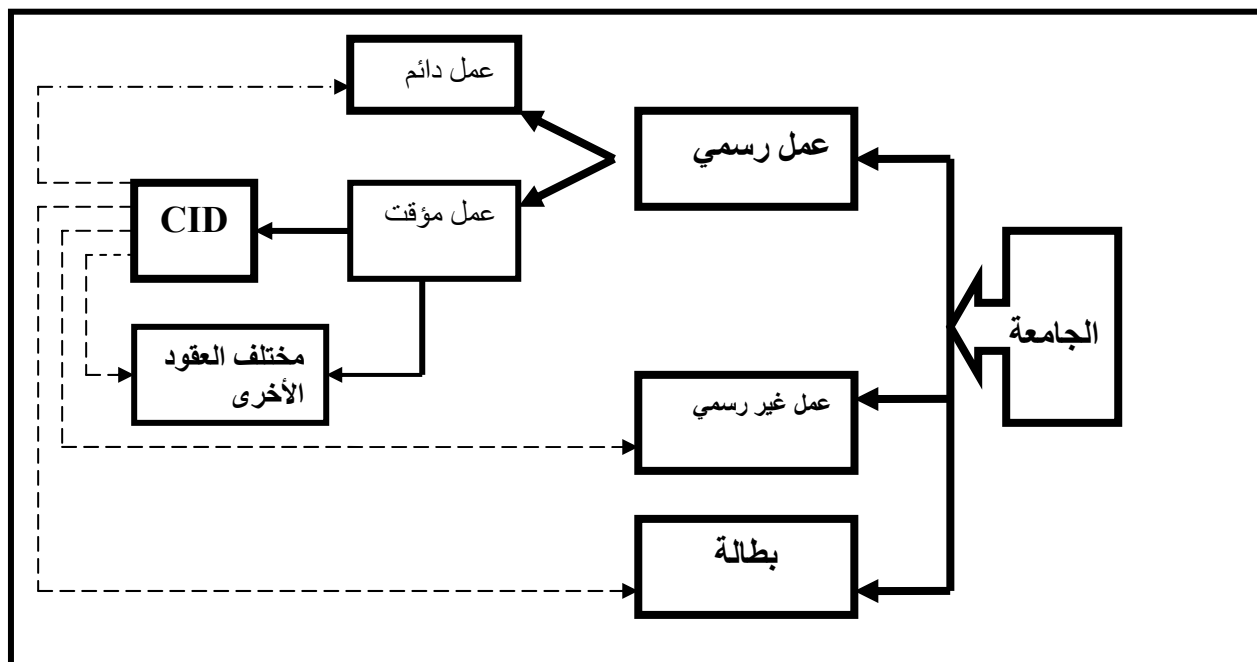 عمل دائم
عمل رسمي
CID
عمل مؤقت
الجامعة
مختلف العقود
الأخرى
عمل غير رسمي
بطالة